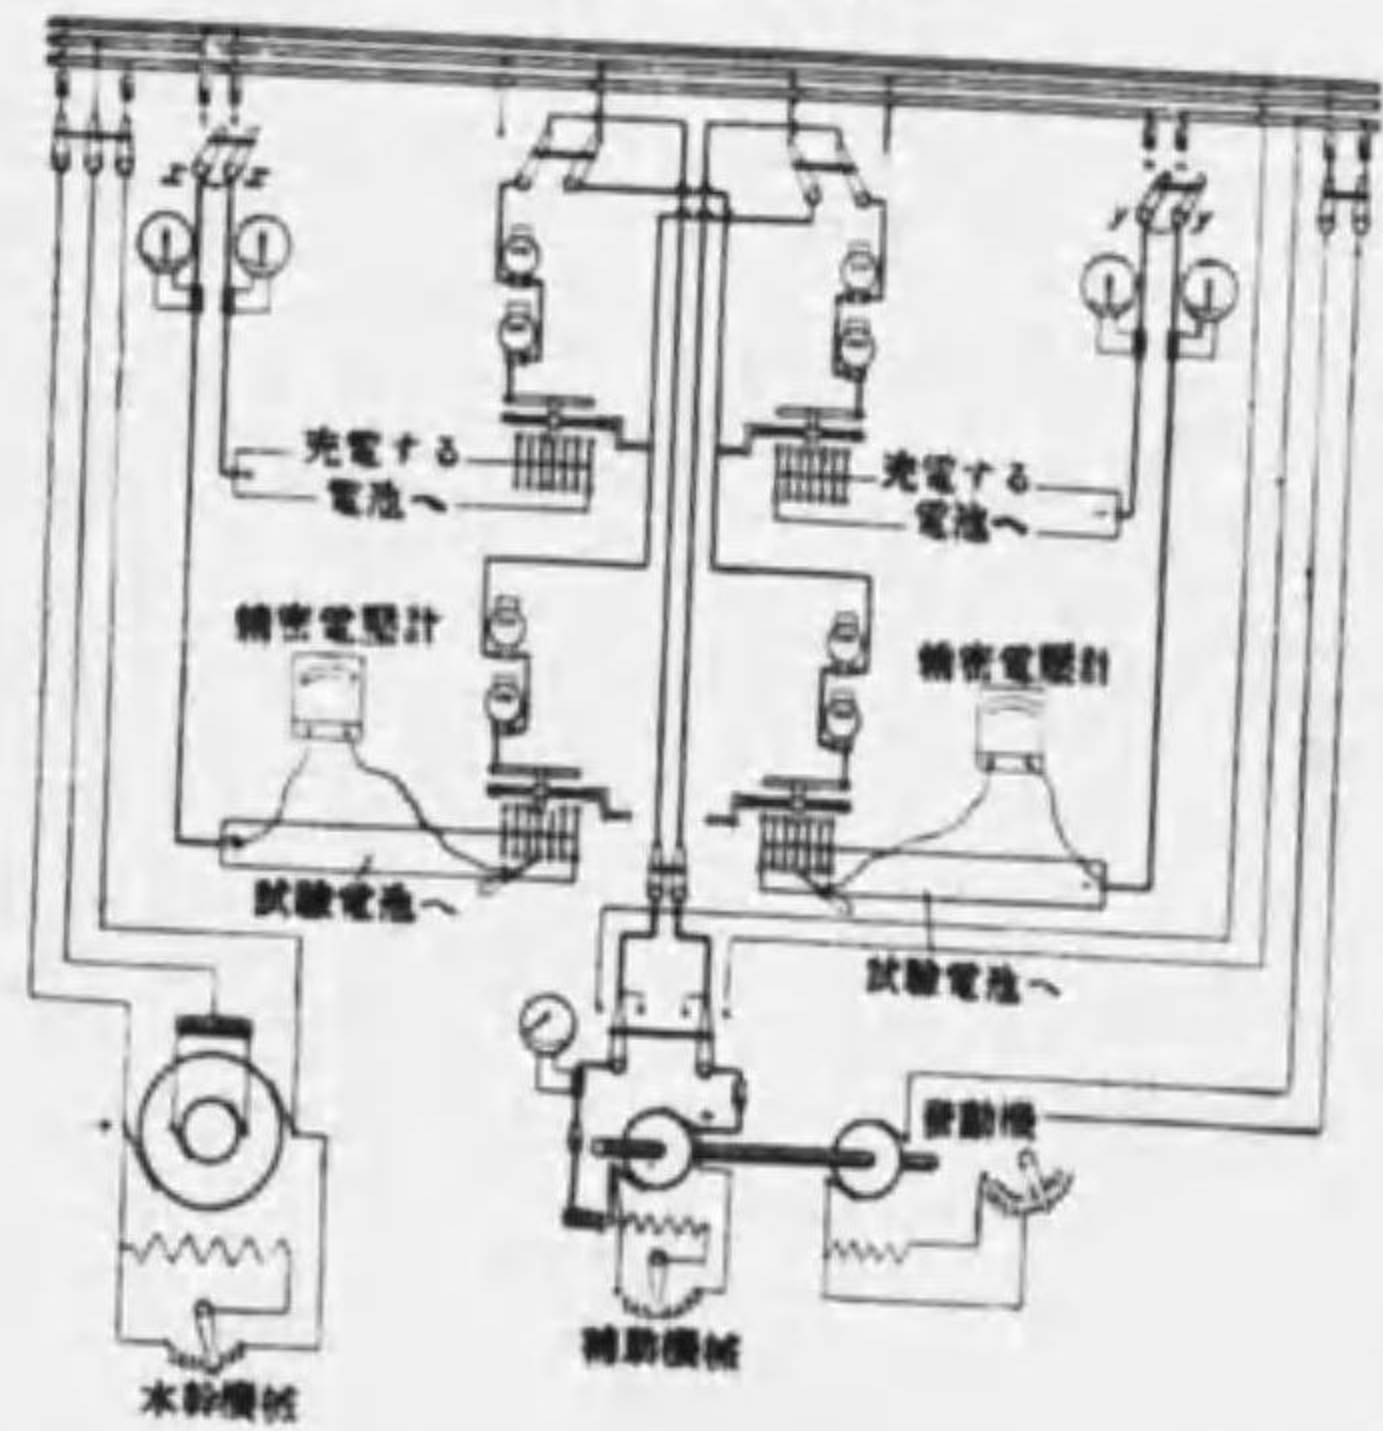 x x
y y
充電する
電池へ
充電する
電池へ
精密電壓計
精密電壓計
試驗電池へ
試驗電池へ
發動機
補助機械
本幹機械